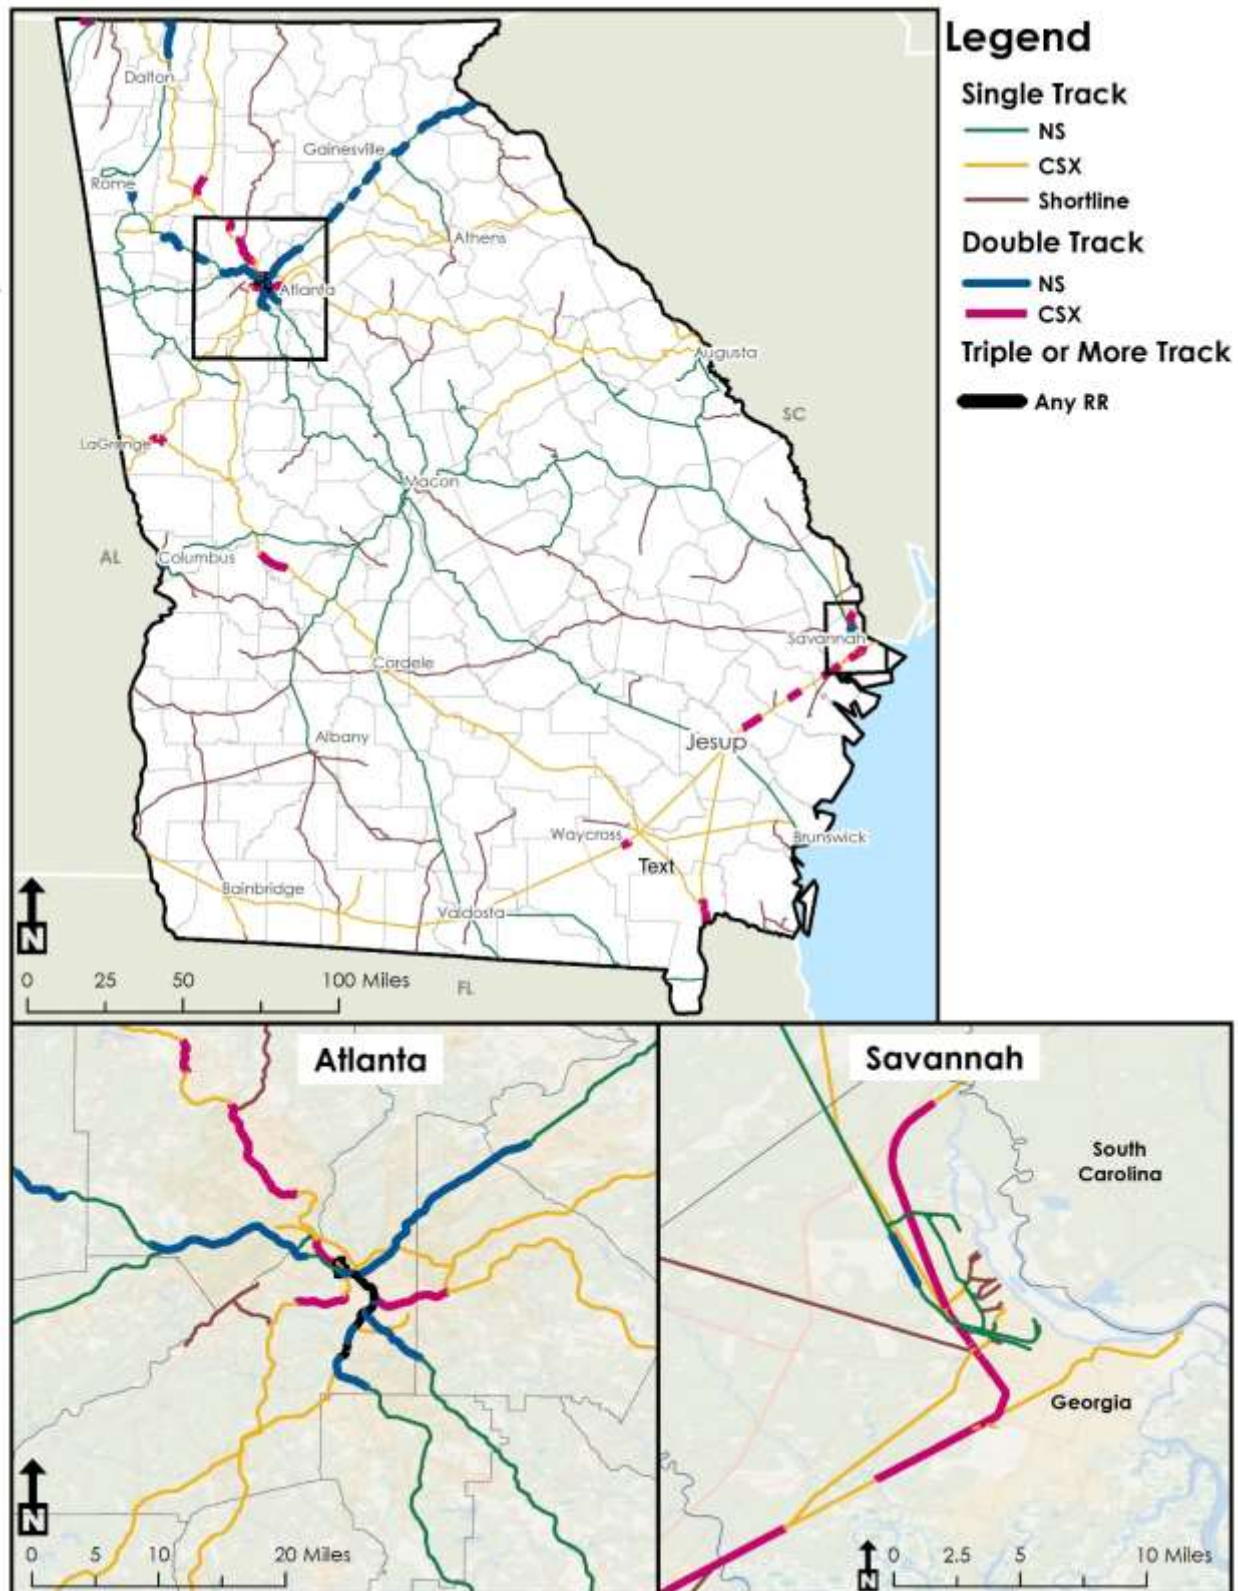 Legend
Single Track
NS
CSX
Shortline
Double Track
NS
CSX
Triple or More Track
Any RR
Dalton
Gainesville
Rome
Athens
Atlanta
Augusta
SC
LaGrange
Macon
AL
Columbus
Savannah
Cordele
Jesup
Albany
Waycross
Brunswick
Text
Bainbridge
Valdosta
N
0 25 50 100 Miles
FL
Atlanta
N
0 5 10 20 Miles
Savannah
South
Carolina
Georgia
N
0 2.5 5 10 Miles